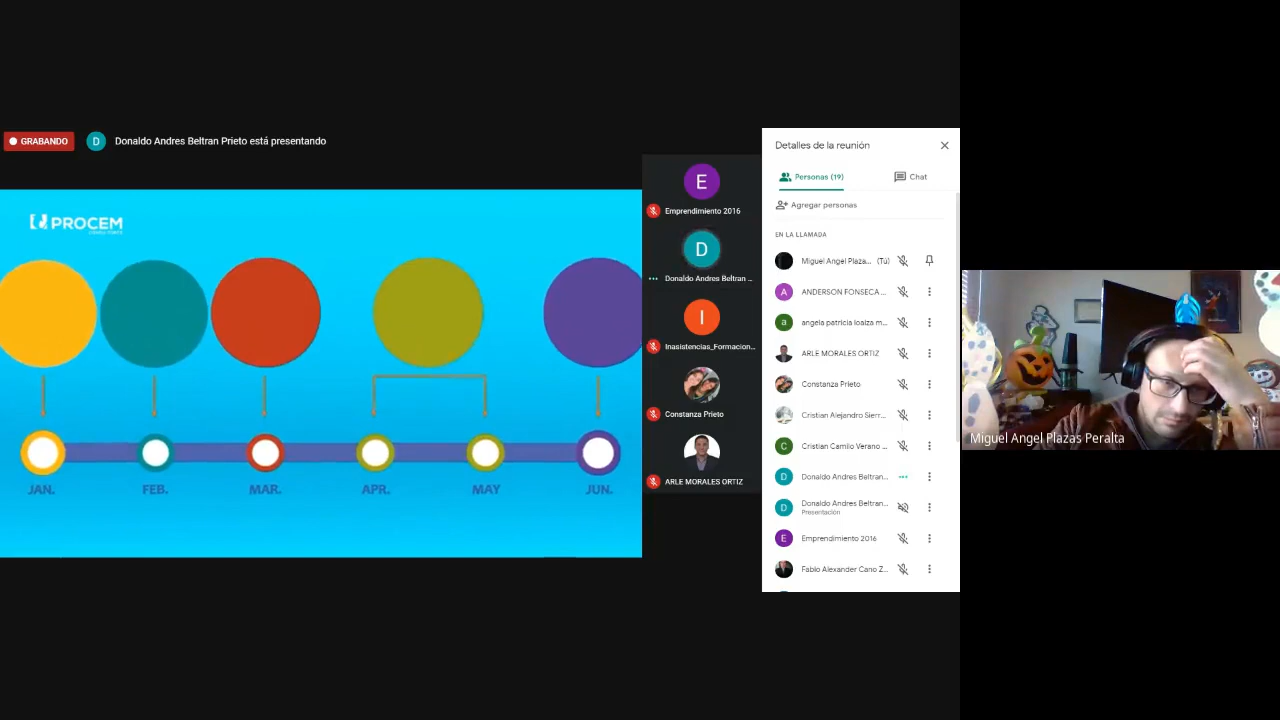 GRABANDO
D
Donaldo Andres Beltran Prieto está presentando
PROCEM
JAN.
FEB.
MAR.
APR.
MAY
JUN.
E
Emprendimiento 2016
D
Donaldo Andres Beltran ...
I
Inasistencias_Formacion...
Constanza Prieto
ARLE MORALES ORTIZ
Detalles de la reunión
Personas (19)
Chat
Agregar personas
EN LA LLAMADA
Miguel Angel Plaza... (Tú)
A
ANDERSON FONSECA ...
a
angela patricia loaiza m...
ARLE MORALES ORTIZ
Constanza Prieto
Cristian Alejandro Sierr...
C
Cristian Camilo Verano ...
D
Donaldo Andres Beltran...
D
Donaldo Andres Beltran...
Presentación
E
Emprendimiento 2016
Fabio Alexander Cano Z...
Miguel Angel Plazas Peralta